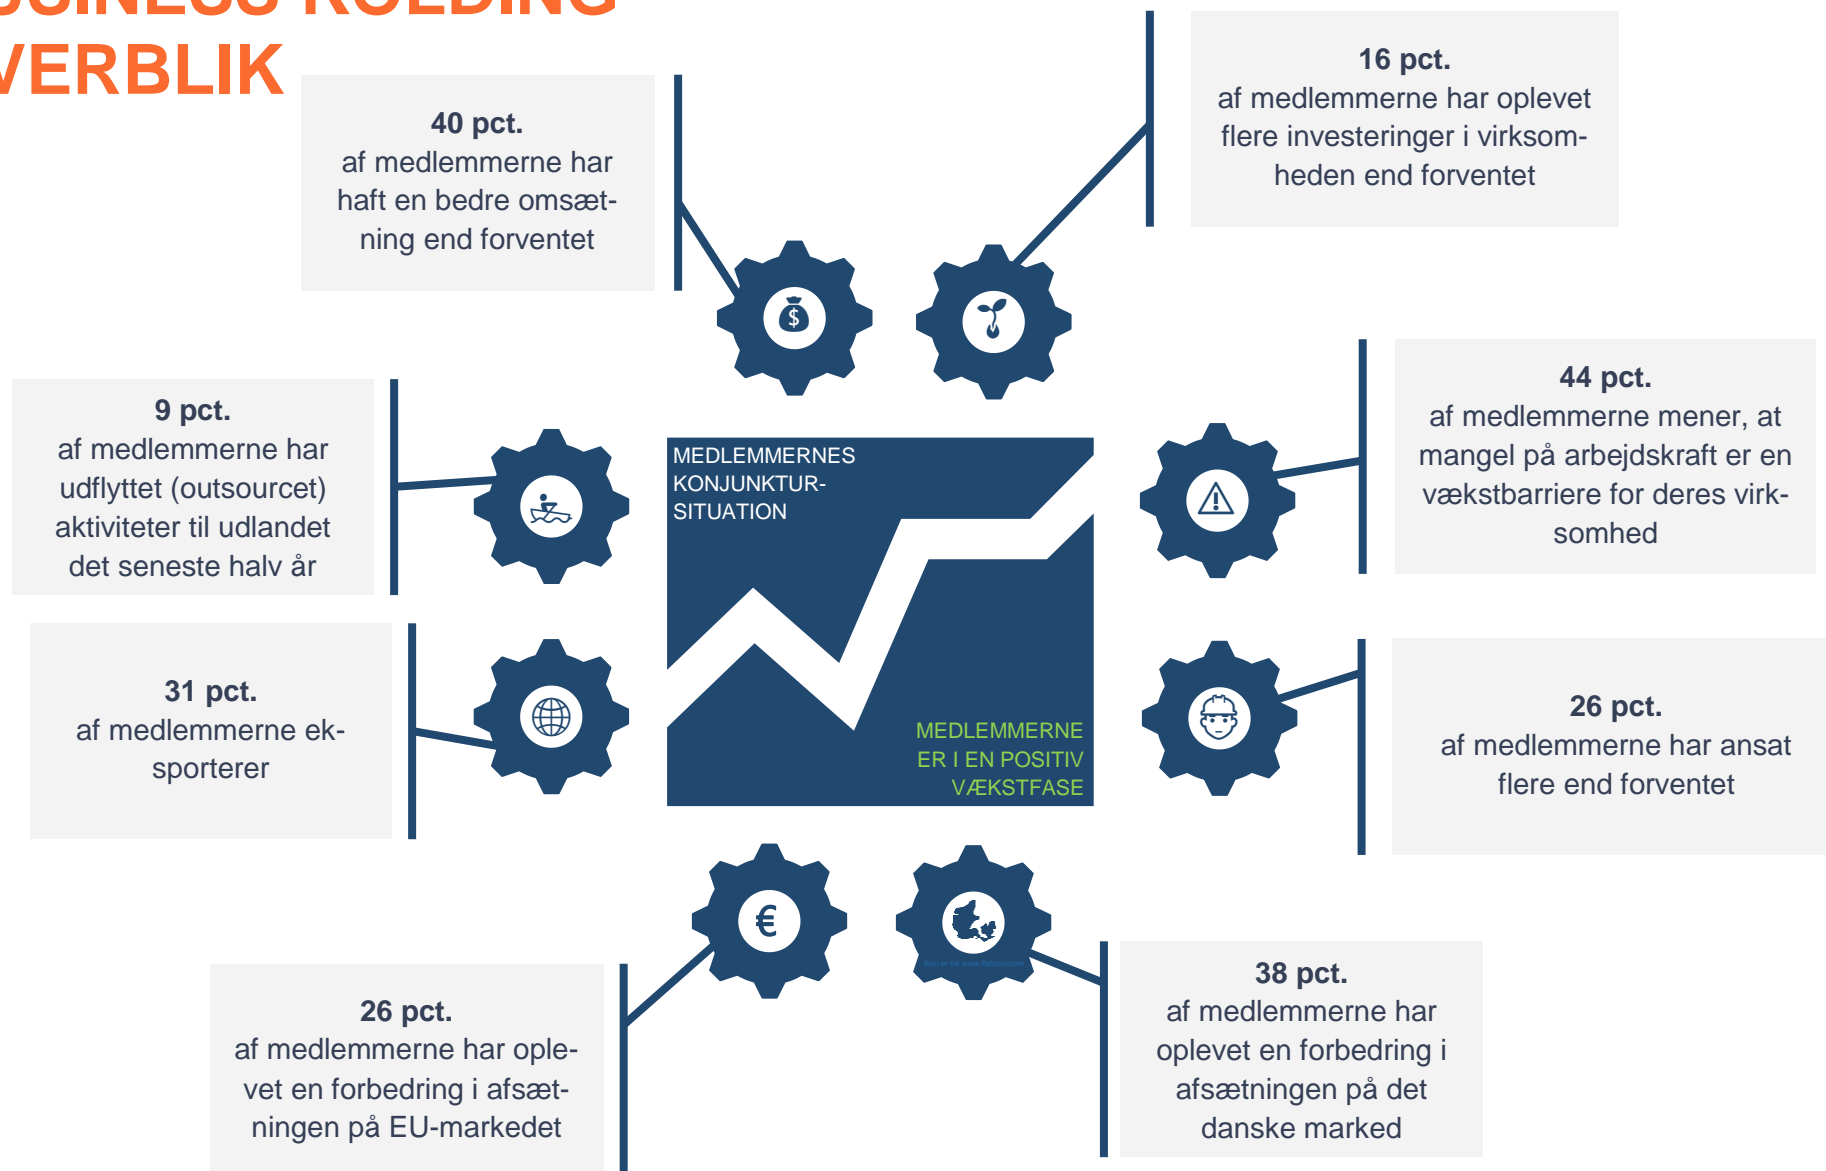 BUSINESS KOLDING
OVERBLIK
40 pct.
af medlemmerne har
haft en bedre omsæt-
ning end forventet
16 pct.
af medlemmerne har oplevet
flere investeringer i virksom-
heden end forventet
9 pct.
af medlemmerne har
udflyttet (outsourcet)
aktiviteter til udlandet
det seneste halv år
44 pct.
af medlemmerne mener, at
mangel på arbejdskraft er en
vækstbarriere for deres virk-
somhed
MEDLEMMERNES
KONJUNKTUR-
SITUATION
MEDLEMMERNE
ER I EN POSITIV
VÆKSTFASE
31 pct.
af medlemmerne ek-
sporterer
26 pct.
af medlemmerne har ansat
flere end forventet
€
26 pct.
af medlemmerne har ople-
vet en forbedring i afsæt-
ningen på EU-markedet
38 pct.
af medlemmerne har
oplevet en forbedring i
afsætningen på det
danske marked